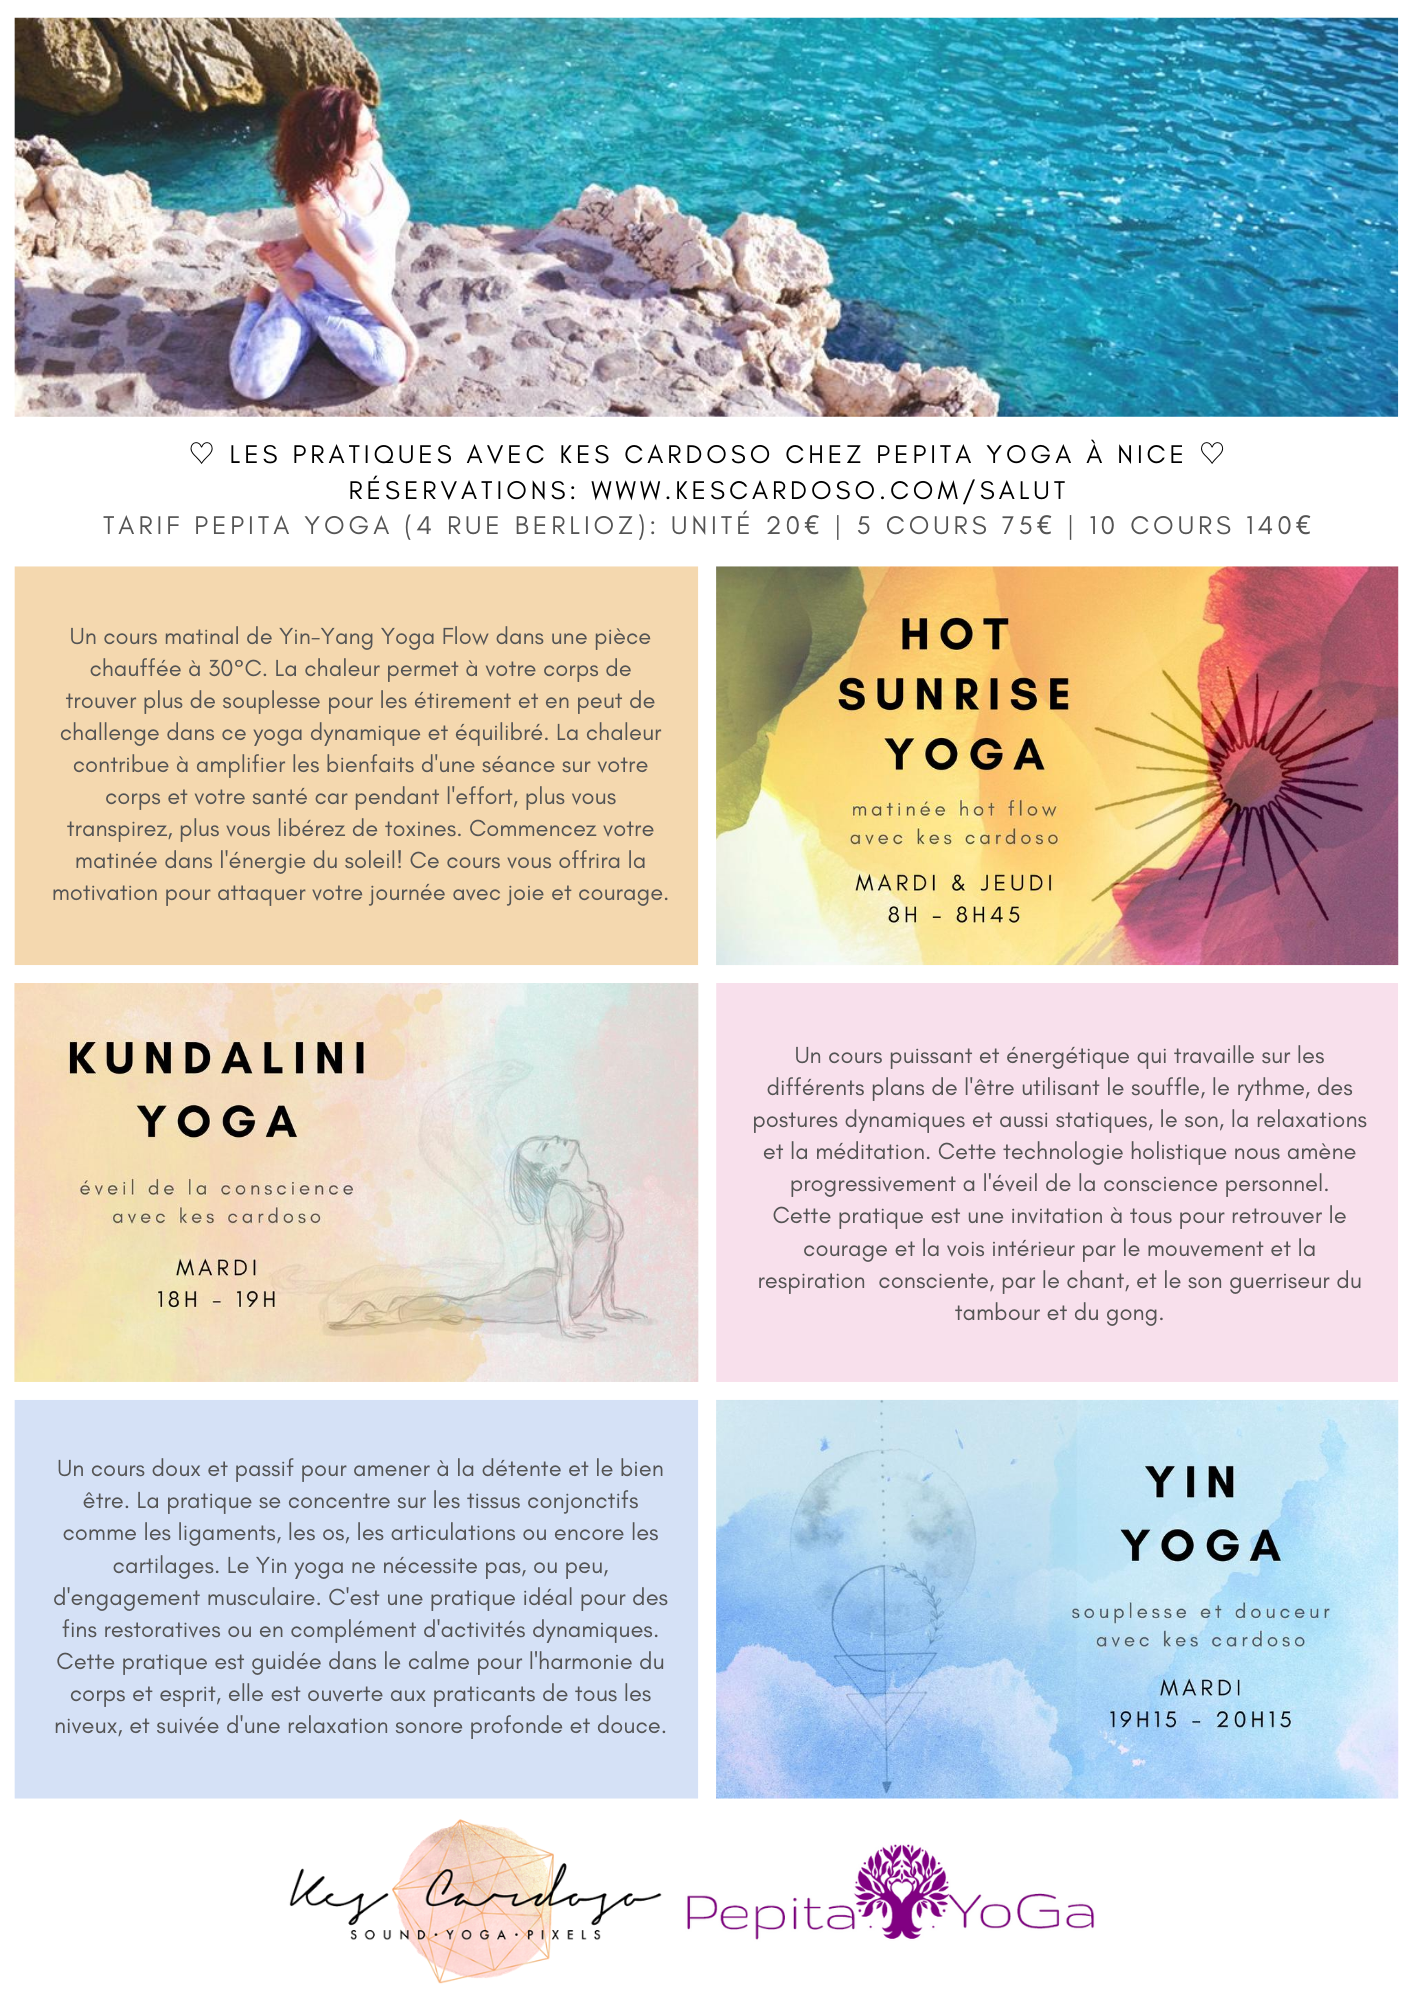 ♡ LES PRATIQUES AVEC KES CARDOSO CHEZ PEPITA YOGA À NICE ♡
RÉSERVATIONS: WWW.KESCARDOSO.COM/SALUT
TARIF PEPITA YOGA (4 RUE BERLIOZ): UNITÉ 20€ | 5 COURS 75€ | 10 COURS 140€
Un cours matinal de Yin-Yang Yoga Flow dans une pièce
chauffée à 30°C. La chaleur permet à votre corps de
trouver plus de souplesse pour les étirement et en peut de
challenge dans ce yoga dynamique et équilibré. La chaleur
contribue à amplifier les bienfaits d'une séance sur votre
corps et votre santé car pendant l'effort, plus vous
transpirez, plus vous libérez de toxines. Commencez votre
matinée dans l'énergie du soleil! Ce cours vous offrira la
motivation pour attaquer votre journée avec joie et courage.
HOT
SUNRISE
YOGA
matinée hot flow
avec kes cardoso
MARDI & JEUDI
8H - 8H45
KUNDALINI
YOGA
éveil de la conscience
avec kes cardoso
MARDI
18H - 19H
Un cours puissant et énergétique qui travaille sur les
différents plans de l'être utilisant le souffle, le rythme, des
postures dynamiques et aussi statiques, le son, la relaxations
et la méditation. Cette technologie holistique nous amène
progressivement a l'éveil de la conscience personnel.
Cette pratique est une invitation à tous pour retrouver le
courage et la vois intérieur par le mouvement et la
respiration consciente, par le chant, et le son guerriseur du
tambour et du gong.
Un cours doux et passif pour amener à la détente et le bien
être. La pratique se concentre sur les tissus conjonctifs
comme les ligaments, les os, les articulations ou encore les
cartilages. Le Yin yoga ne nécessite pas, ou peu,
d'engagement musculaire. C'est une pratique idéal pour des
fins restoratives ou en complément d'activités dynamiques.
Cette pratique est guidée dans le calme pour l'harmonie du
corps et esprit, elle est ouverte aux praticants de tous les
niveux, et suivée d'une relaxation sonore profonde et douce.
YIN
YOGA
souplesse et douceur
avec kes cardoso
MARDI
19H15 - 20H15
Kes Cardoso
SOUND·YOGA·PIXELS
Pepita YoGa